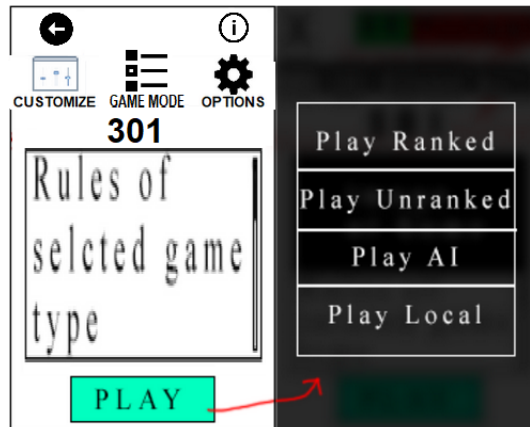 CUSTOMIZE GAME MODE OPTIONS
301
Rules of
selcted game
type
PLAY
Play Ranked
Play Unranked
Play AI
Play Local